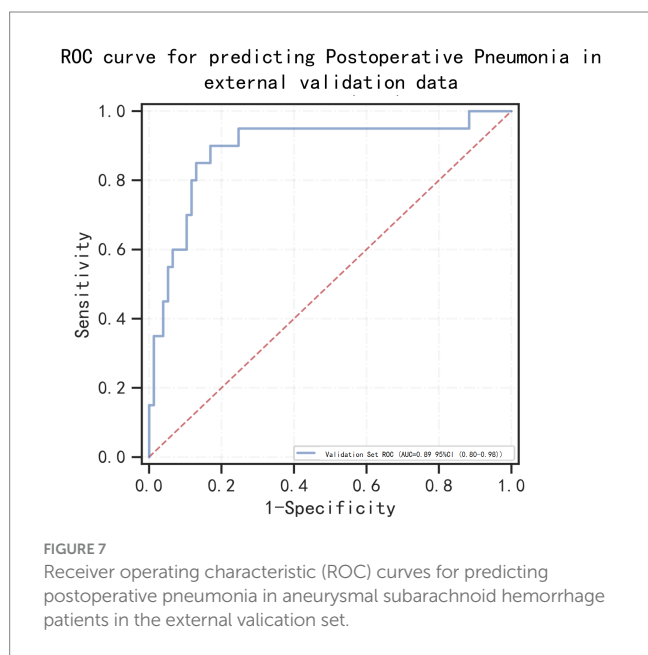 ROC curve for predicting Postoperative Pneumonia in
external validation data
1.0
0.8
0.6
0.4
0.2
0.0
Sensitivity
Validation Set ROC (AUC=0.89 95%CI (0.80-0.98))
0.0 0.2 0.4 0.6 0.8 1.0
1-Specificity
FIGURE 7
Receiver operating characteristic (ROC) curves for predicting
postoperative pneumonia in aneurysmal subarachnoid hemorrhage
patients in the external valication set.